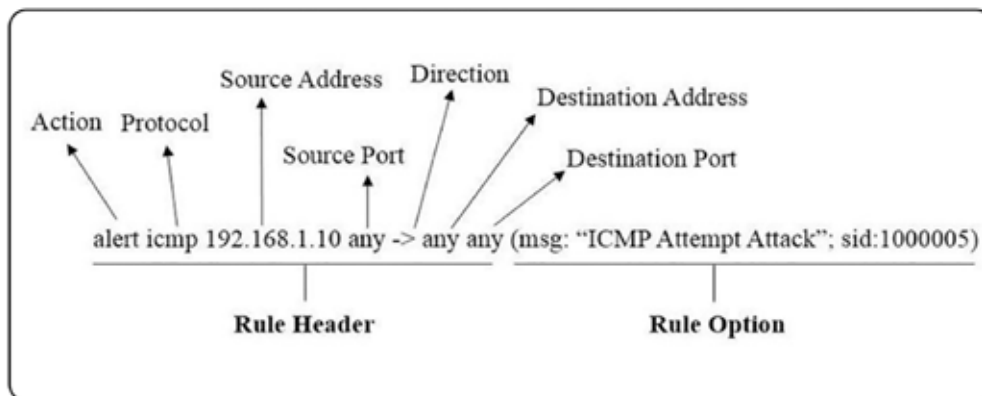 Source Address
Direction
Destination Address
Action
Protocol
Source Port
Destination Port
alert icmp 192.168.1.10 any -> any any (msg: “ICMP Attempt Attack”; sid:1000005)
Rule Header
Rule Option